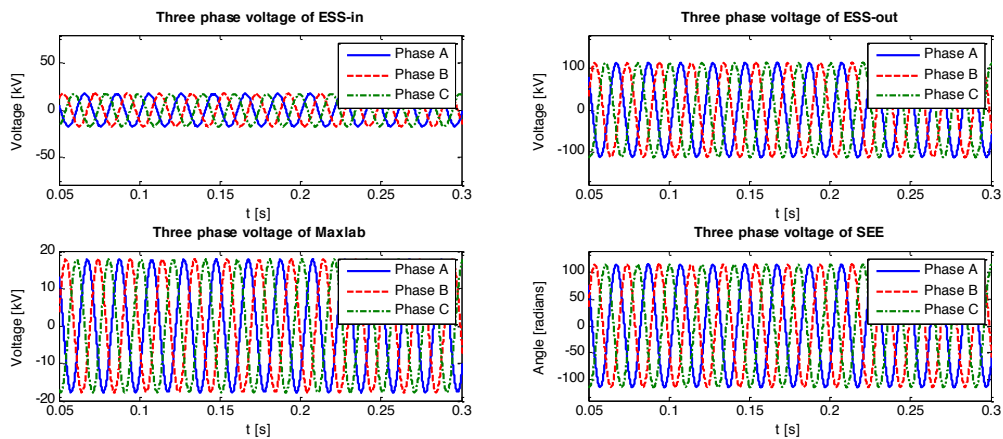 Three phase voltage of ESS-in
Voltage [kV]
50
0
-50
0.05
0.1
0.15
0.2
0.25
0.3
t [s]
Phase A
Phase B
Phase C
Three phase voltage of ESS-out
Voltage [kV]
100
0
-100
0.05
0.1
0.15
0.2
0.25
0.3
t [s]
Phase A
Phase B
Phase C
Three phase voltage of Maxlab
Voltage [kV]
20
10
0
-10
-20
0.05
0.1
0.15
0.2
0.25
0.3
t [s]
Phase A
Phase B
Phase C
Three phase voltage of SEE
Angle [radians]
100
50
0
-50
-100
0.05
0.1
0.15
0.2
0.25
0.3
t [s]
Phase A
Phase B
Phase C